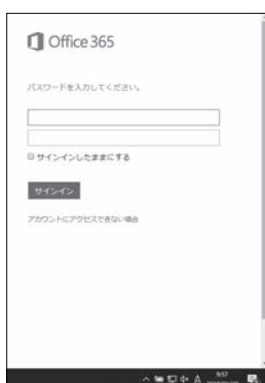 Office 365
パスワードを入力してください。
サインインしたままにする
サインイン
アカウントにアクセスできない場合
A 9:57